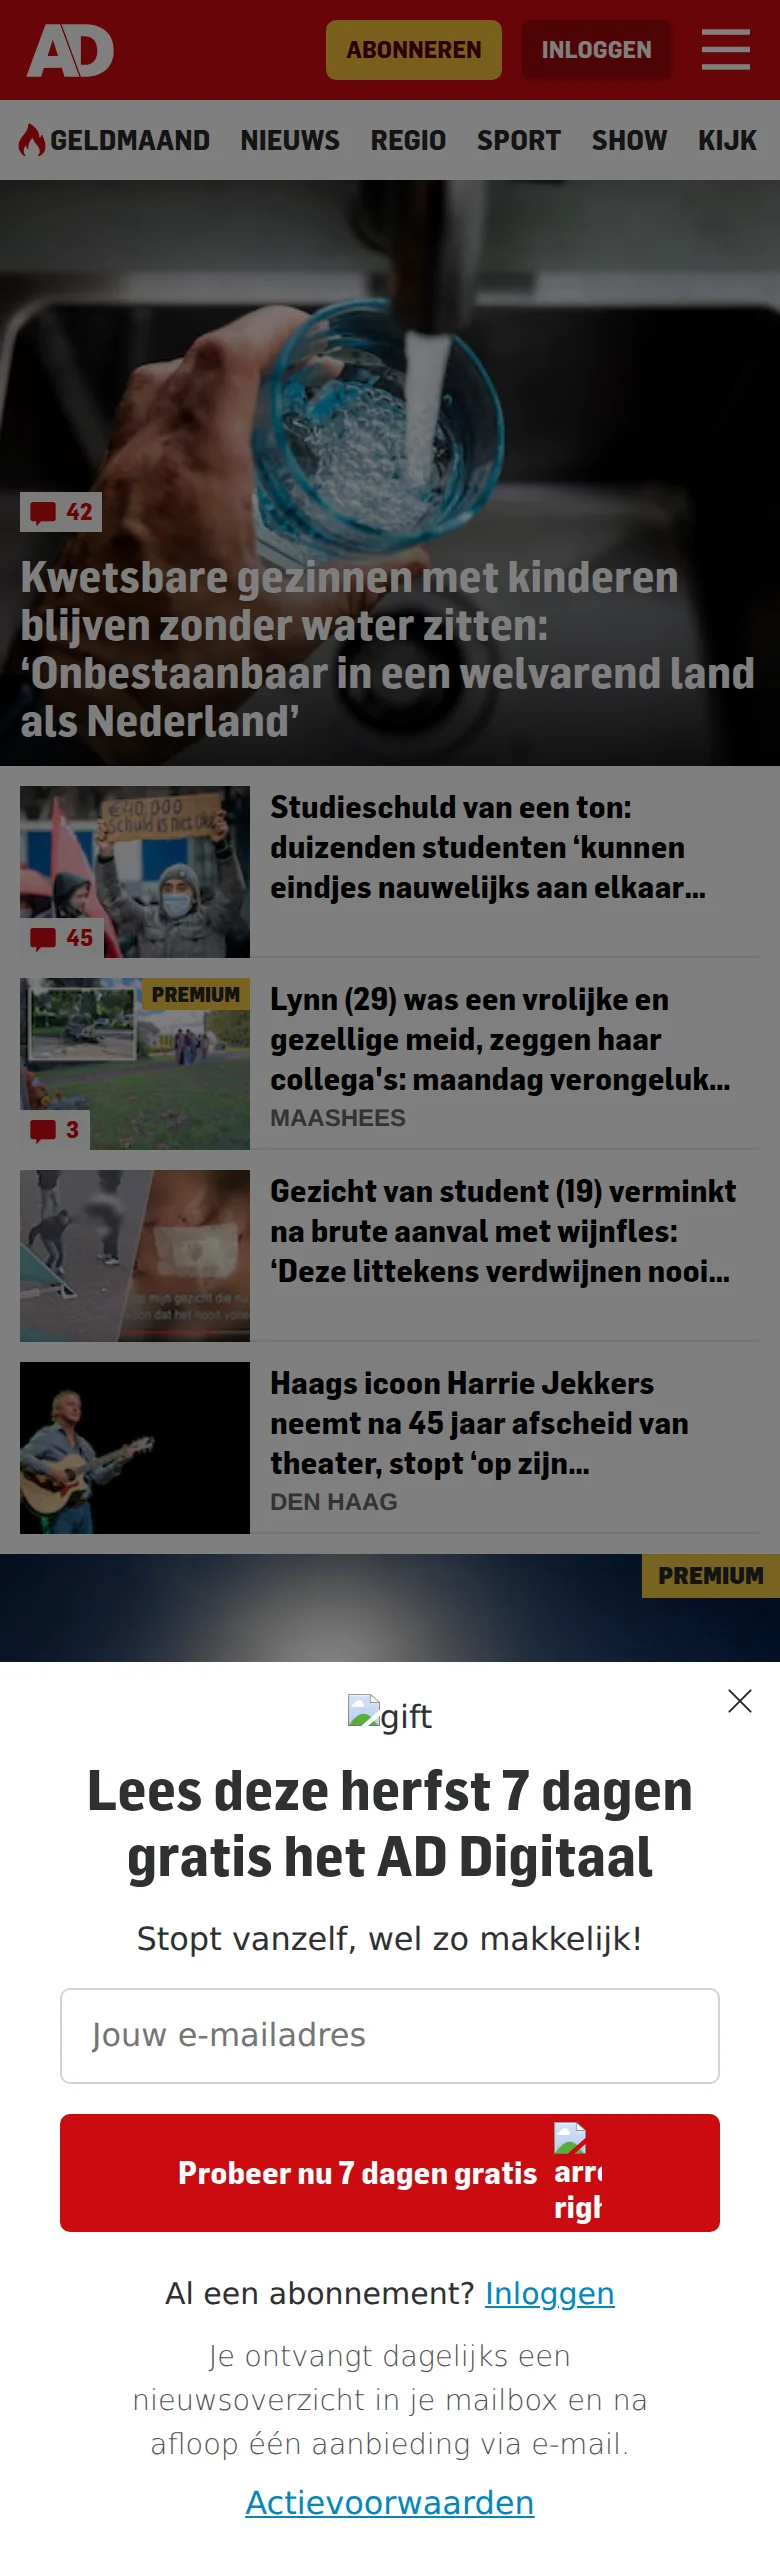 AD
ABONNEREN
INLOGGEN
GELDMAAND NIEUWS REGIO SPORT SHOW KIJK
42
Kwetsbare gezinnen met kinderen
blijven zonder water zitten:
‘Onbestaanbaar in een welvarend land
als Nederland’
€40.000
Schuld is niet oké
45
Studieschuld van een ton:
duizenden studenten ‘kunnen
eindjes nauwelijks aan elkaar...
PREMIUM
3
Lynn (29) was een vrolijke en
gezellige meid, zeggen haar
collega's: maandag verongeluk...
MAASHEES
Gezicht van student (19) verminkt
na brute aanval met wijnfles:
‘Deze littekens verdwijnen nooi...
Haags icoon Harrie Jekkers
neemt na 45 jaar afscheid van
theater, stopt ‘op zijn...
DEN HAAG
PREMIUM
gift
Lees deze herfst 7 dagen
gratis het AD Digitaal
Stopt vanzelf, wel zo makkelijk!
Jouw e-mailadres
Probeer nu 7 dagen gratis
arro
righ
Al een abonnement? Inloggen
Je ontvangt dagelijks een
nieuwsoverzicht in je mailbox en na
afloop één aanbieding via e-mail.
Actievoorwaarden